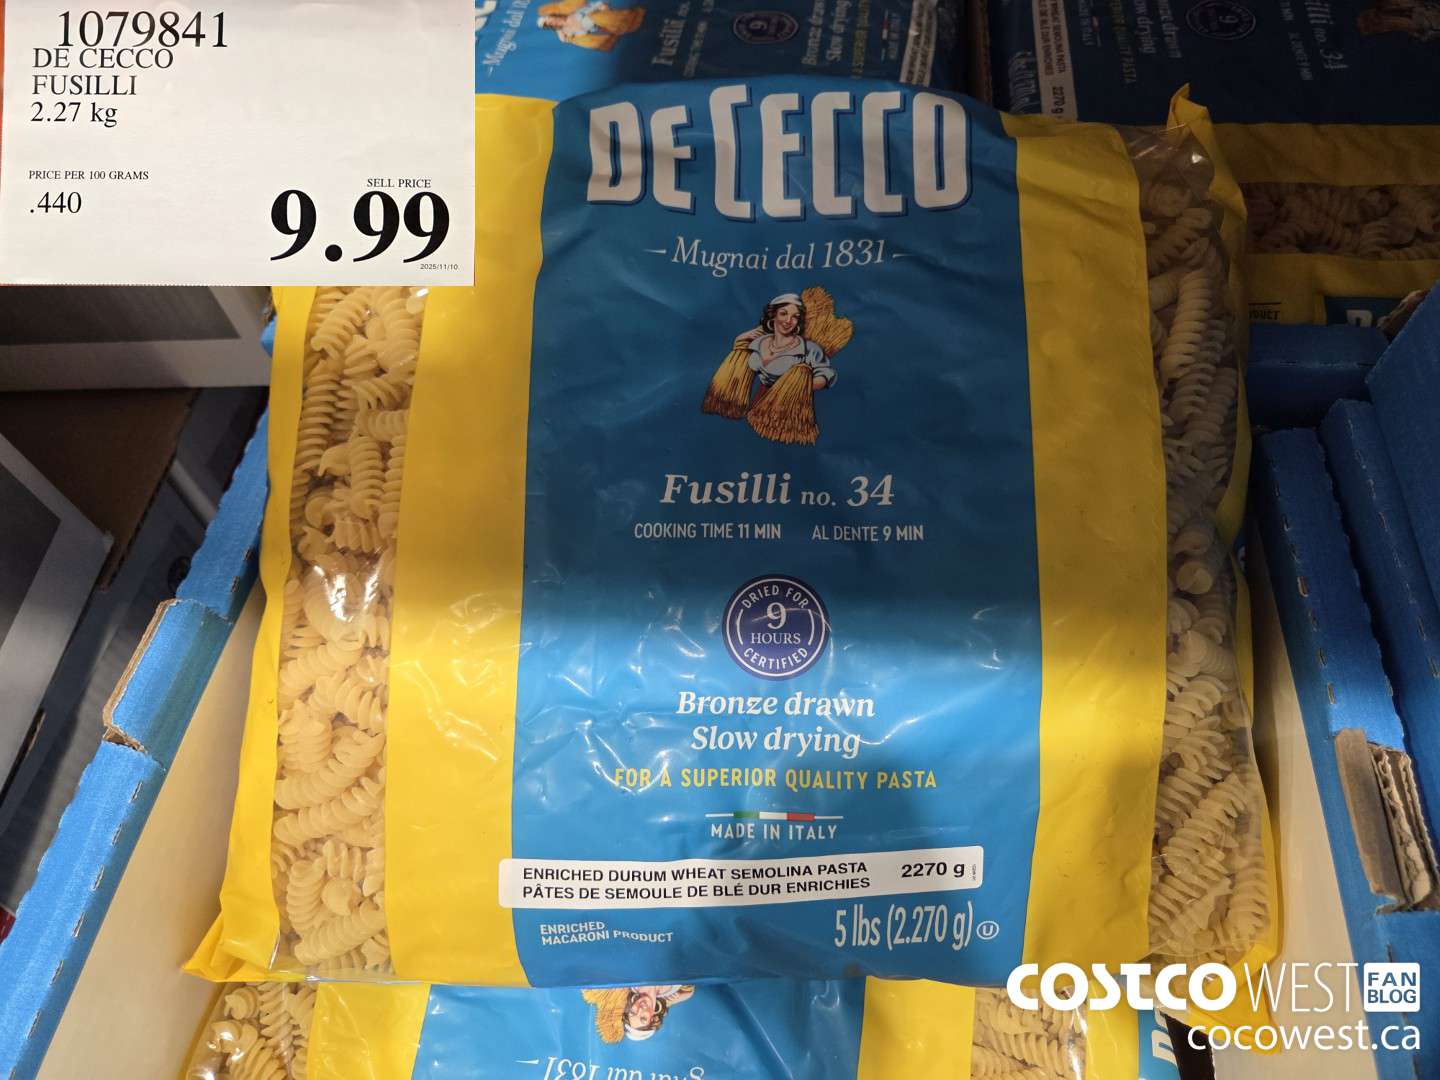 1079841
DE CECCO
FUSILLI
2.27 kg
PRICE PER 100 GRAMS
.440
SELL PRICE
9.99
2025/11/10
DE CECCO
Mugnai dal 1831
Fusilli no. 34
COOKING TIME 11 MIN AL DENTE 9 MIN
DRIED FOR
9
HOURS
CERTIFIED
Bronze drawn
Slow drying
FOR A SUPERIOR QUALITY PASTA
MADE IN ITALY
ENRICHED DURUM WHEAT SEMOLINA PASTA 2270 g
PÂTES DE SEMOULE DE BLÉ DUR ENRICHIES
ENRICHED
MACARONI PRODUCT
5 lbs (2.270 g) U
COSTCO WEST FAN
BLOG
cocowest.ca